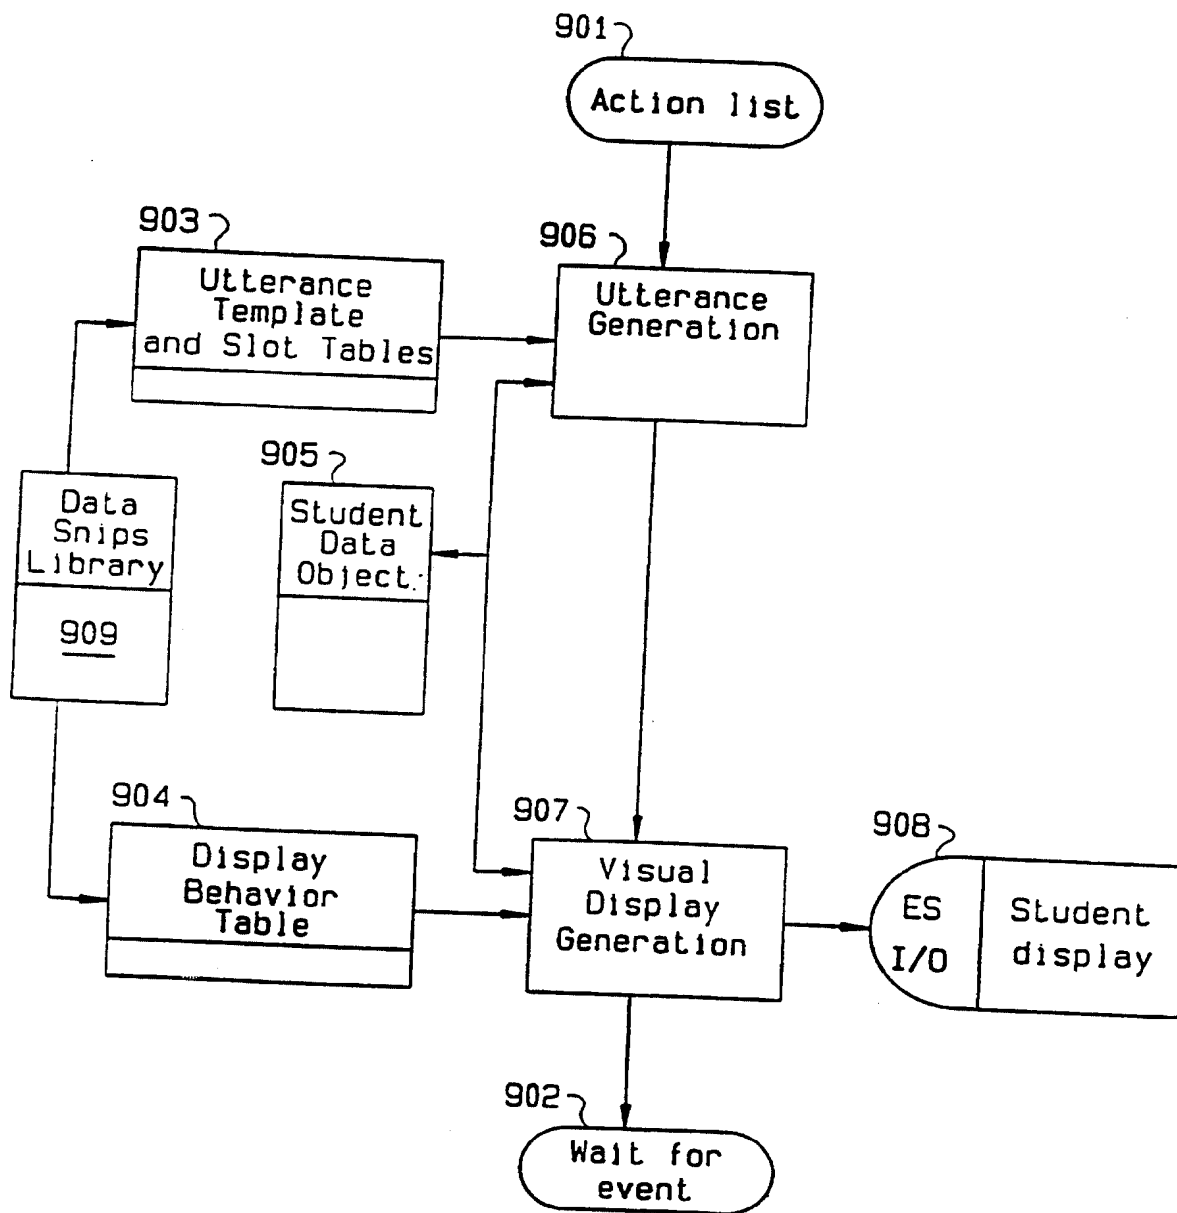 901
Action list
903
Utterance
Template
and Slot Tables
906
Utterance
Generation
905
Student
Data
Object
Data
Snips
Library
909
904
Display
Behavior
Table
907
Visual
Display
Generation
908
ES
I/O
Student
display
902
Wait for
event